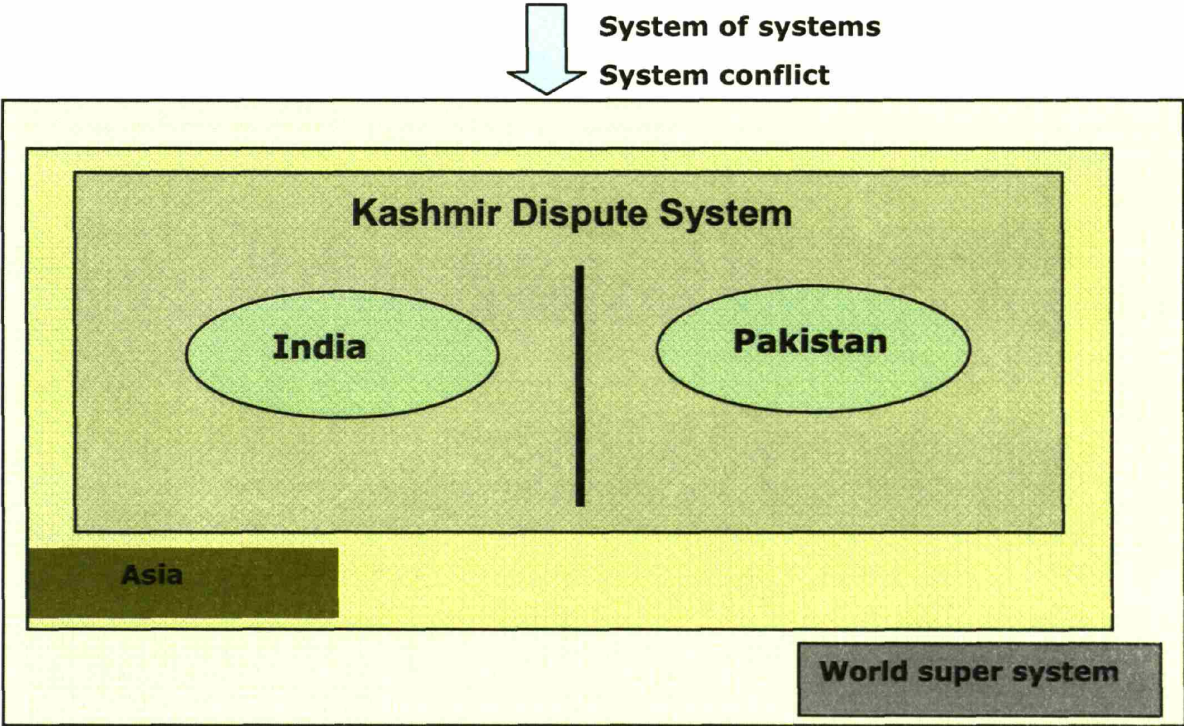 System of systems
System conflict
Kashmir Dispute System
India
Pakistan
Asia
World super system